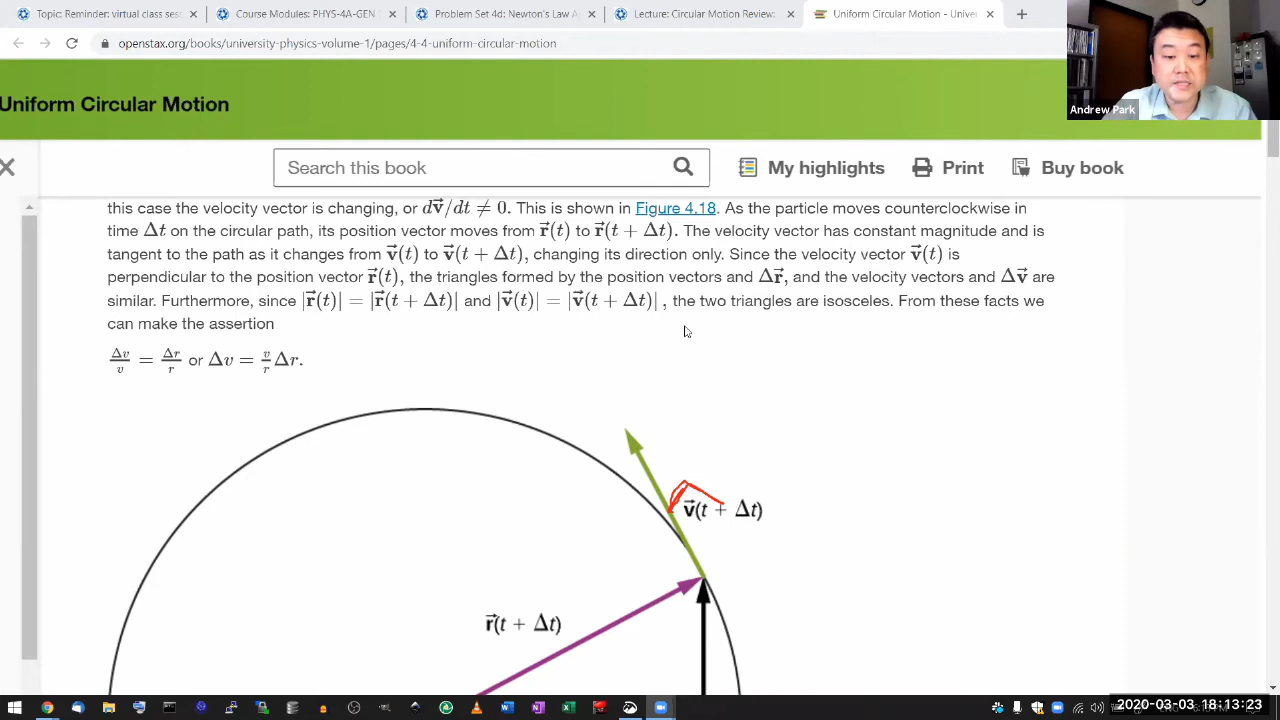 Topic: Reminder: virtual class ses
Course Modules: PHYS-4A-GEN
Problem Set 4d: Newton's Law A
Lecture: Circular Motion Review:
Uniform Circular Motion - Unive
openstax.org/books/university-physics-volume-1/pages/4-4-uniform-circular-motion
Andrew Park
Uniform Circular Motion
Search this book
My highlights
Print
Buy book
this case the velocity vector is changing, or dv⃗/dt ≠ 0. This is shown in Figure 4.18. As the particle moves counterclockwise in
time Δt on the circular path, its position vector moves from r⃗(t) to r⃗(t + Δt). The velocity vector has constant magnitude and is
tangent to the path as it changes from v⃗(t) to v⃗(t + Δt), changing its direction only. Since the velocity vector v⃗(t) is
perpendicular to the position vector r⃗(t), the triangles formed by the position vectors and Δr⃗, and the velocity vectors and Δv⃗ are
similar. Furthermore, since |r⃗(t)| = |r⃗(t + Δt)| and |v⃗(t)| = |v⃗(t + Δt)| , the two triangles are isosceles. From these facts we
can make the assertion
Δv/v = Δr/r or Δv = v/r Δr.
v⃗(t + Δt)
r⃗(t + Δt)
2020-03-03 18:13:23